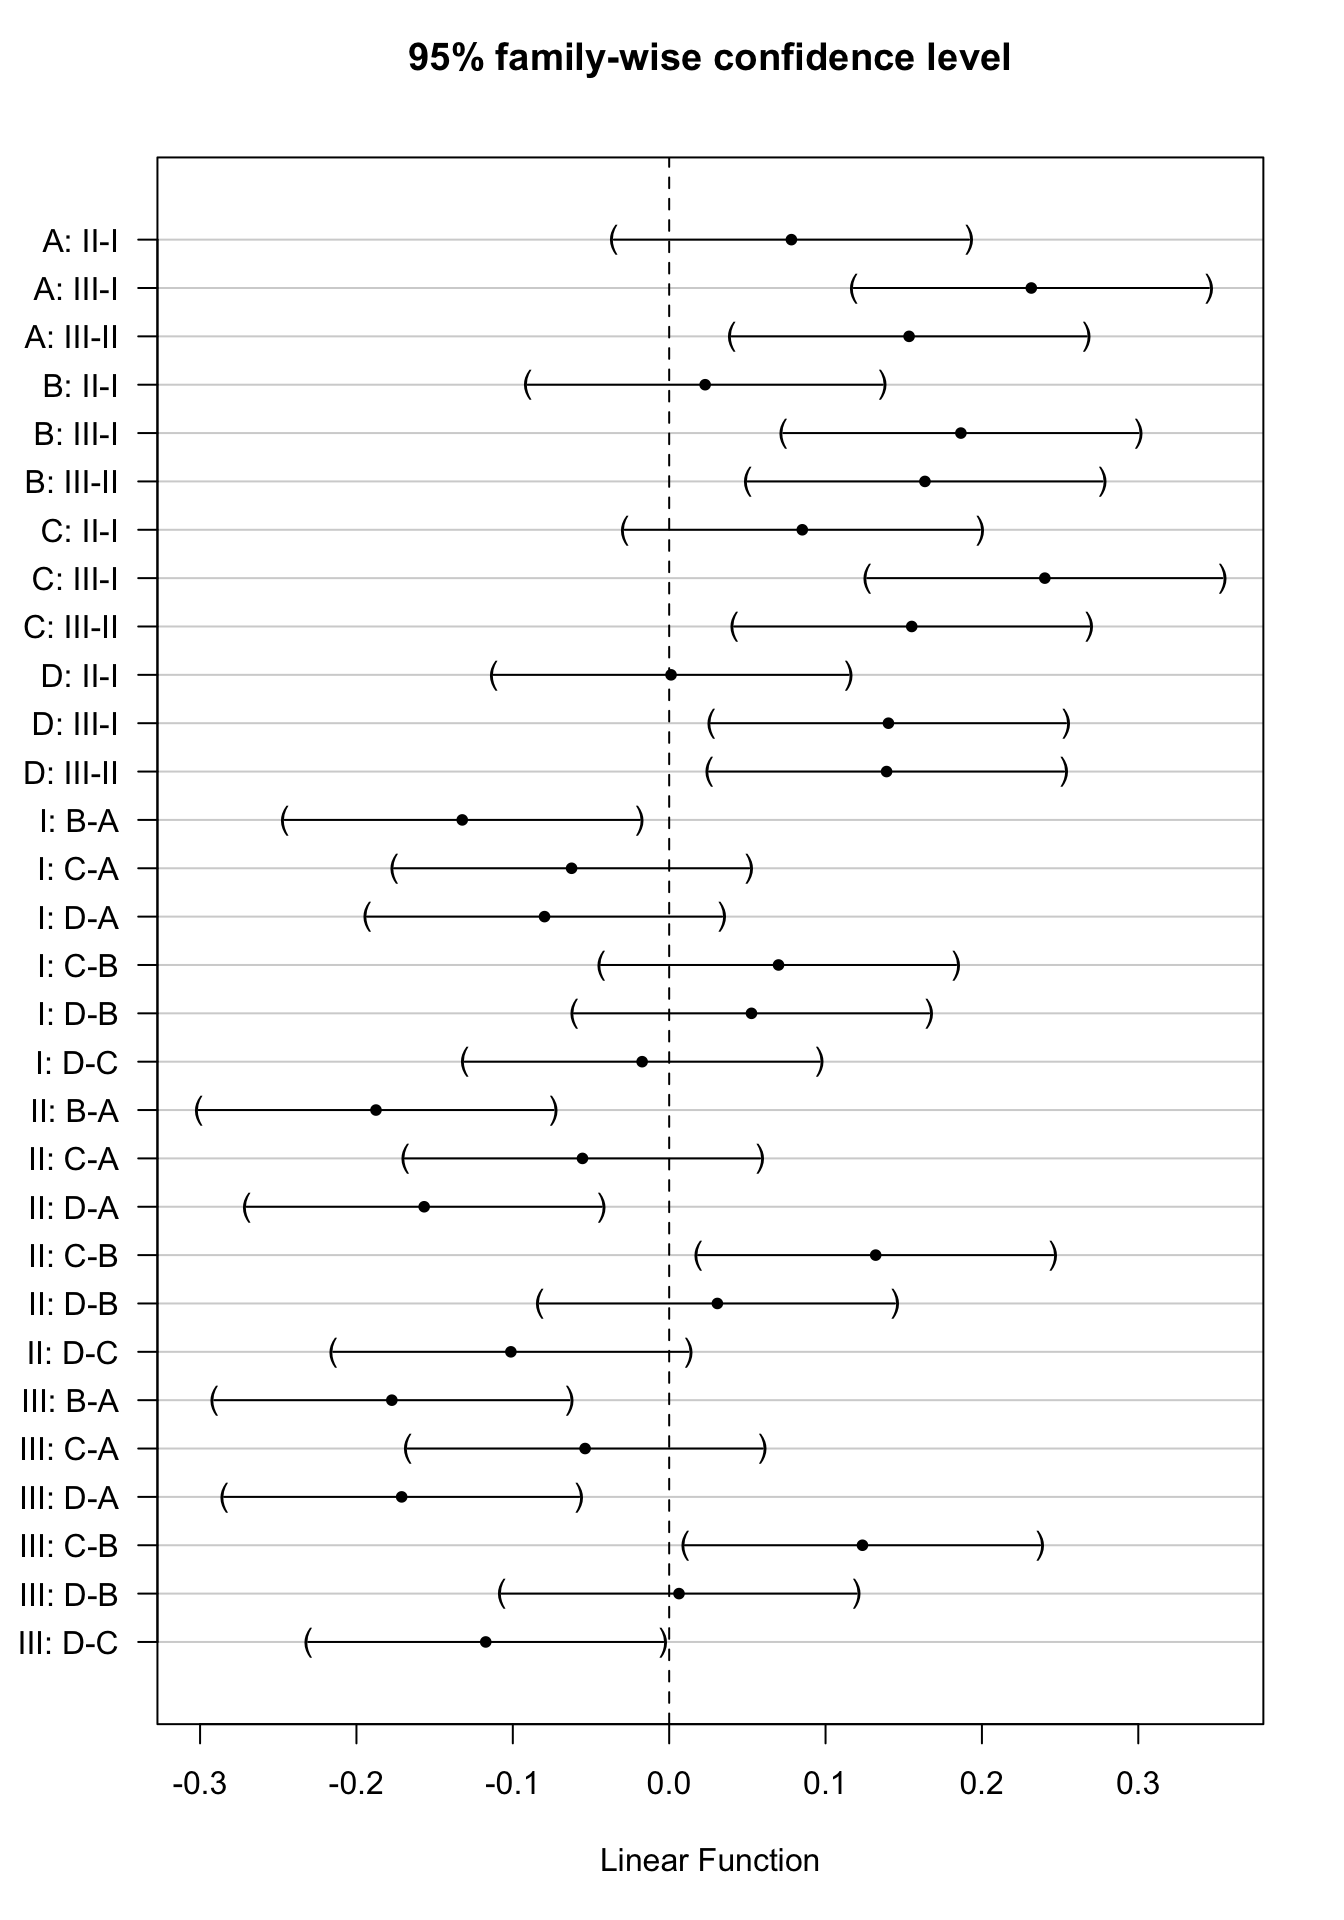 95% family-wise confidence level
A: II-I
A: III-I
A: III-II
B: II-I
B: III-I
B: III-II
C: II-I
C: III-I
C: III-II
D: II-I
D: III-I
D: III-II
I: B-A
I: C-A
I: D-A
I: C-B
I: D-B
I: D-C
II: B-A
II: C-A
II: D-A
II: C-B
II: D-B
II: D-C
III: B-A
III: C-A
III: D-A
III: C-B
III: D-B
III: D-C
-0.3 -0.2 -0.1 0.0 0.1 0.2 0.3
Linear Function